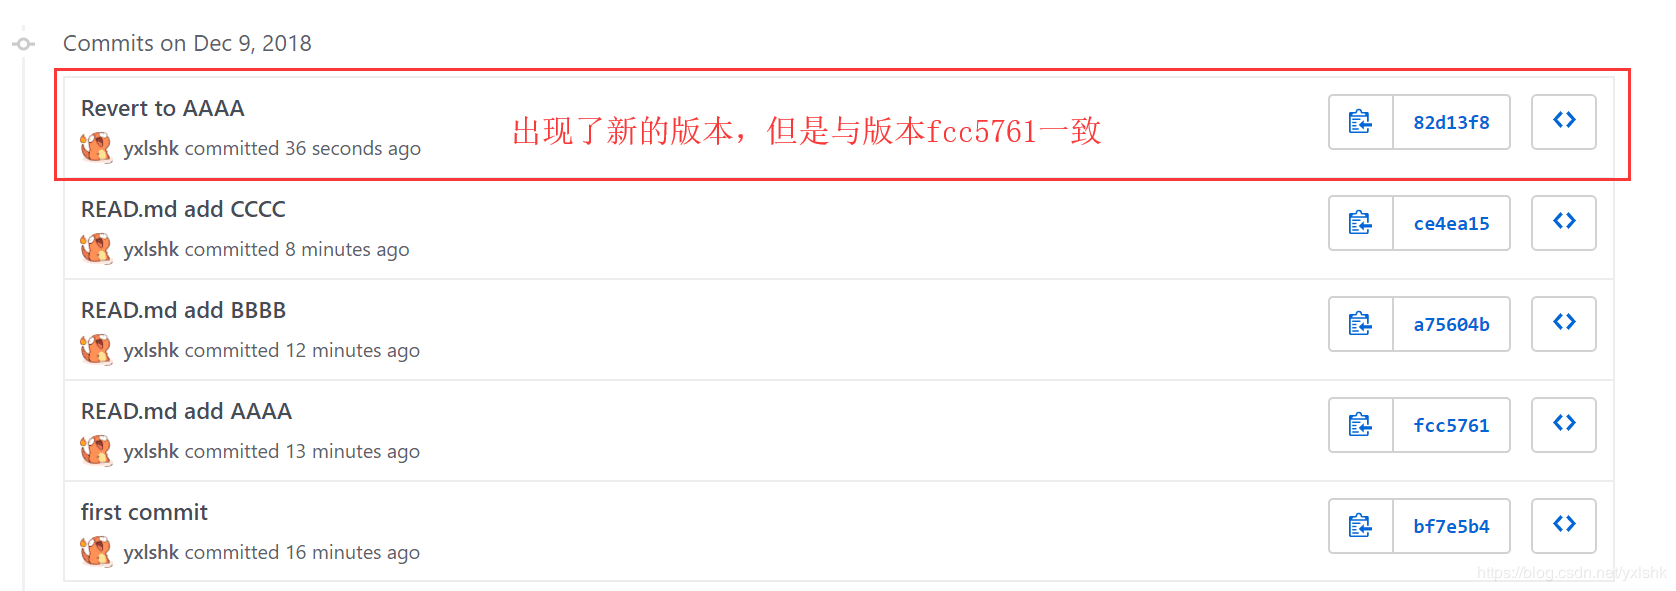 Commits on Dec 9, 2018
Revert to AAAA
出现了新的版本，但是与版本fcc5761一致
82d13f8
yxlshk committed 36 seconds ago
READ.md add CCCC
ce4ea15
yxlshk committed 8 minutes ago
READ.md add BBBB
a75604b
yxlshk committed 12 minutes ago
READ.md add AAAA
fcc5761
yxlshk committed 13 minutes ago
first commit
bf7e5b4
yxlshk committed 16 minutes ago
https://blog.csdn.net/yxlshk